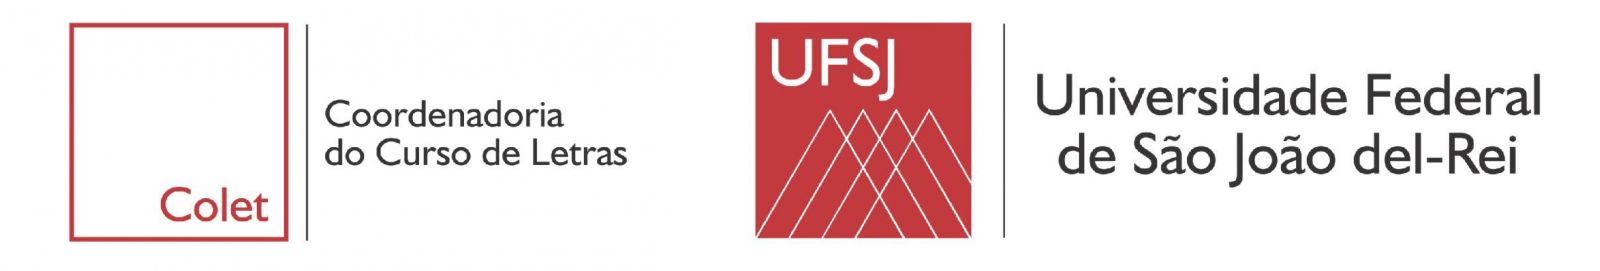 Colet
Coordenadoria
do Curso de Letras
UFSJ
Universidade Federal
de São João del-Rei